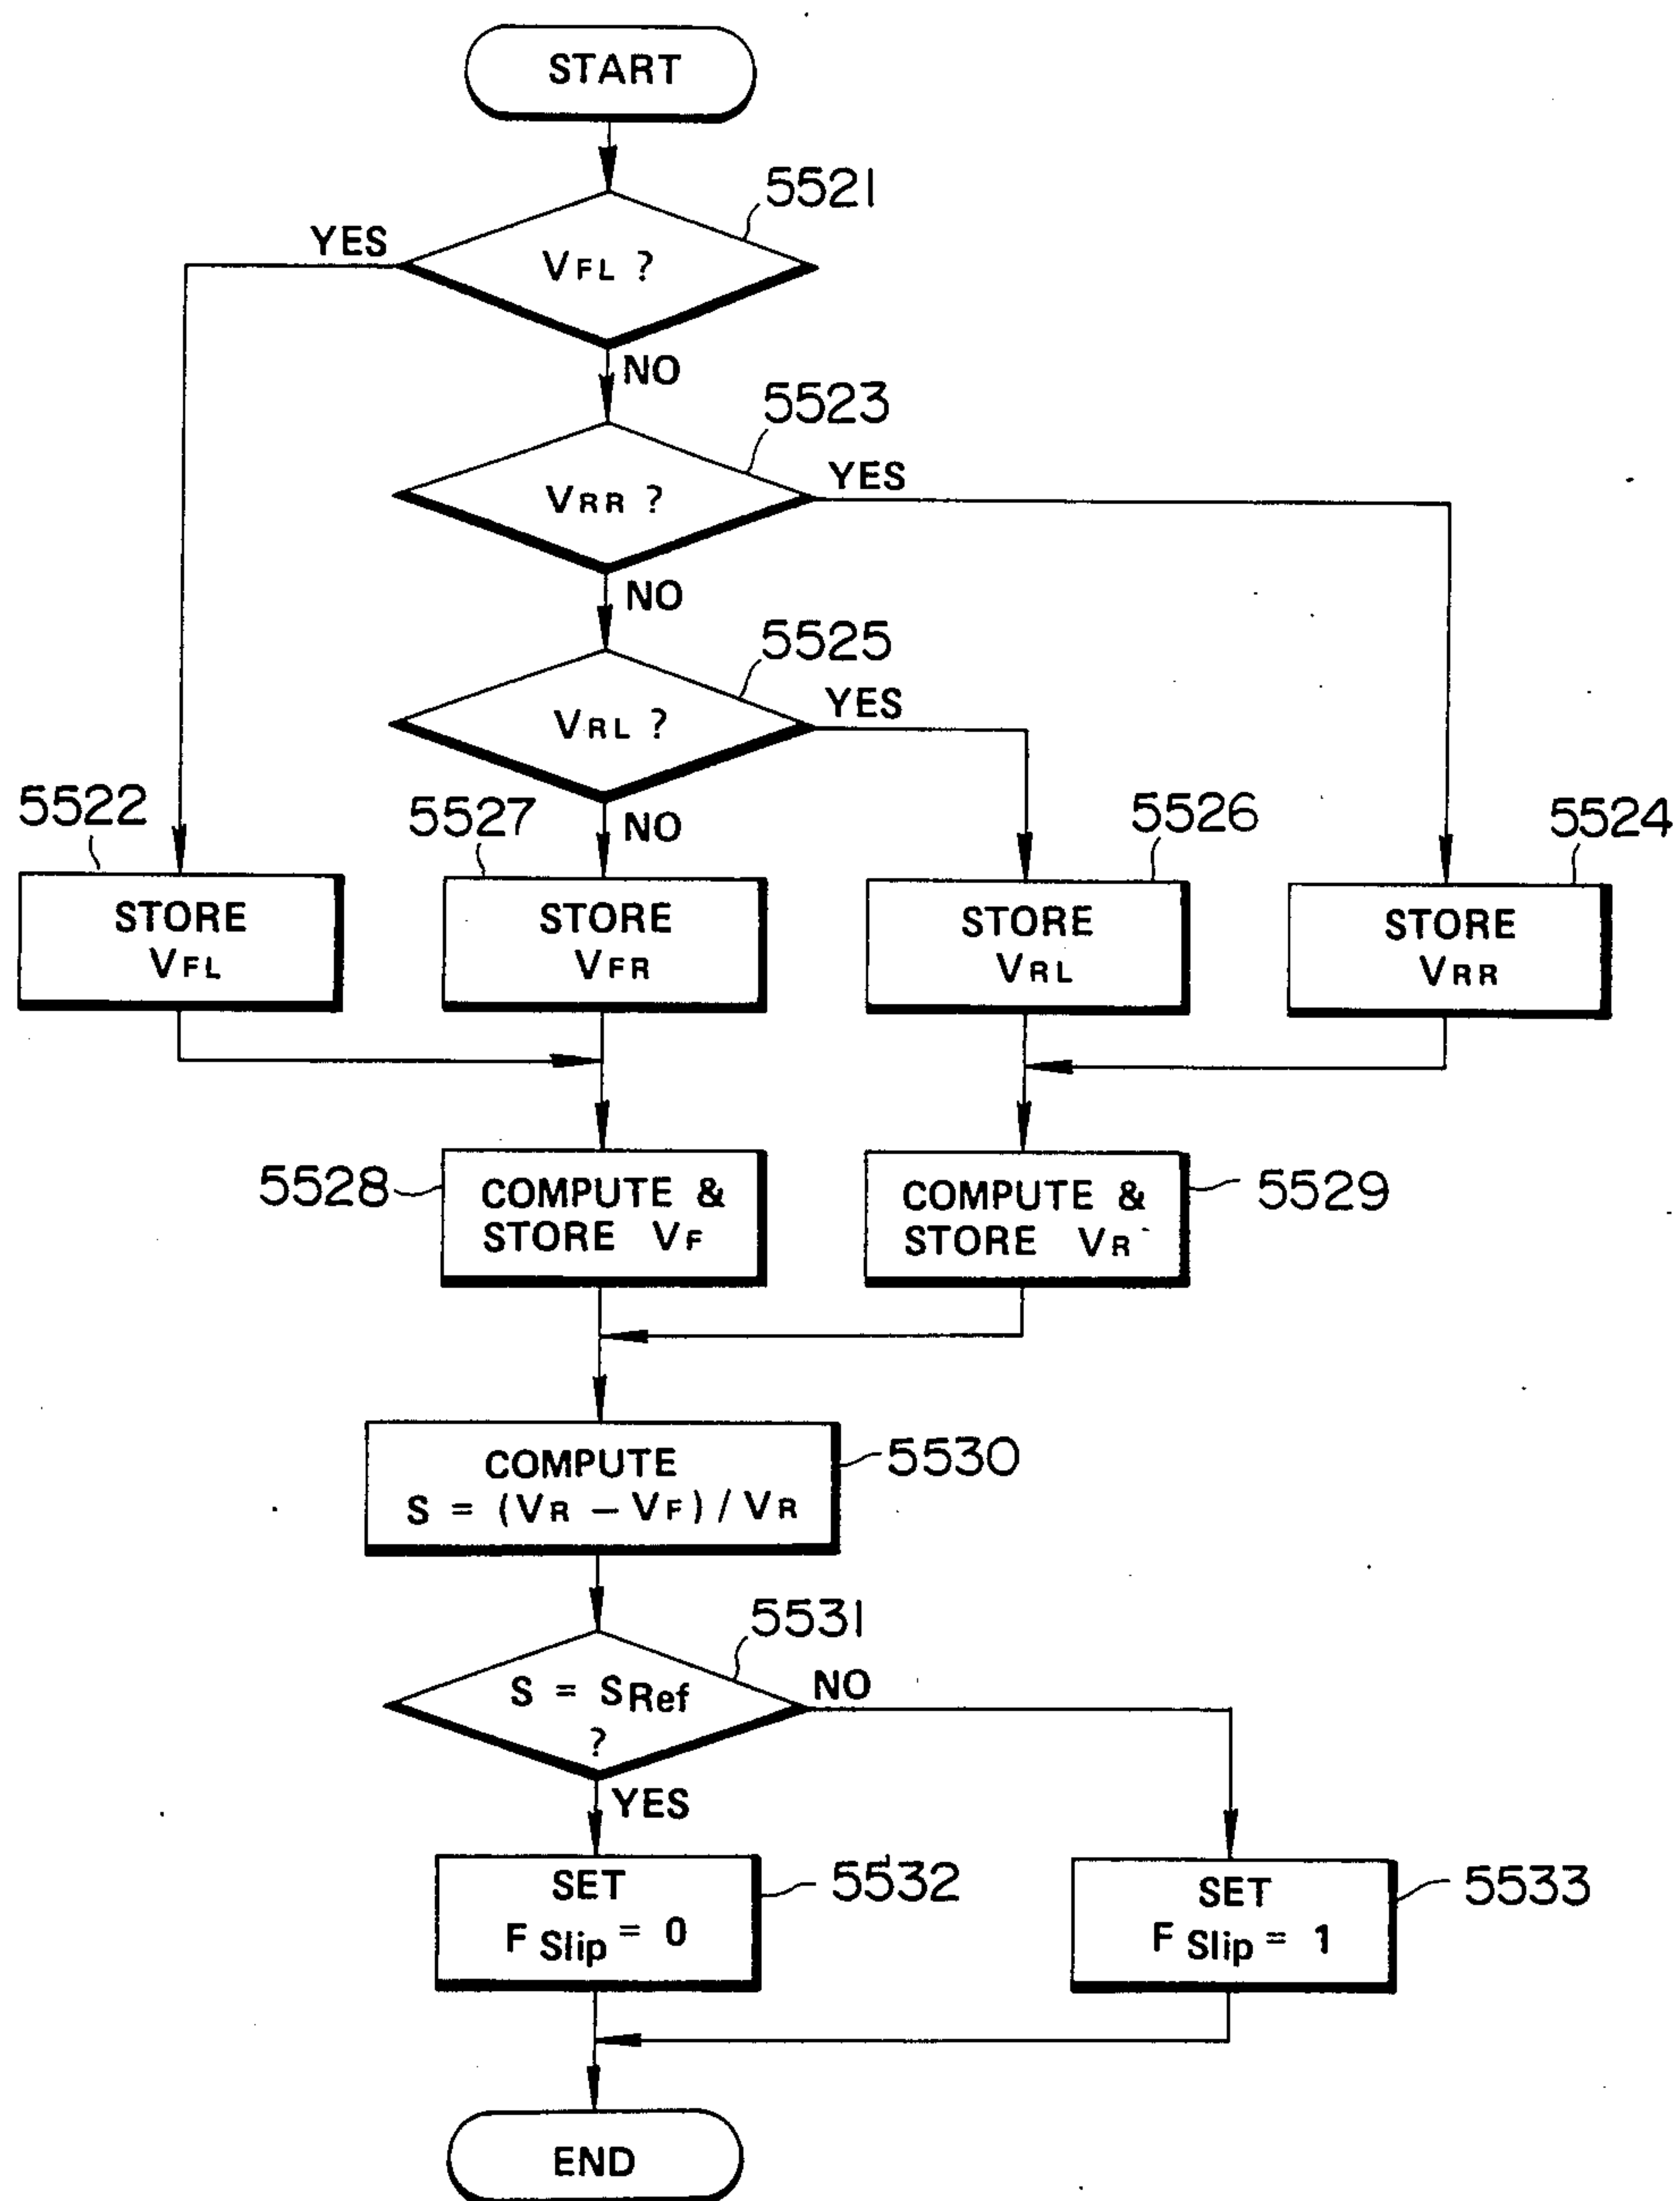 START
5521
YES
VFL ?
NO
5523
YES
VRR ?
NO
5525
YES
VRL ?
NO
5522
5527
5526
5524
STORE
VFL
STORE
VFR
STORE
VRL
STORE
VRR
5528
COMPUTE &
STORE VF
COMPUTE &
STORE VR
5529
COMPUTE
S = (VR – VF) / VR
5530
5531
S = SRef
?
NO
YES
SET
F Slip = 0
5532
SET
F Slip = 1
5533
END